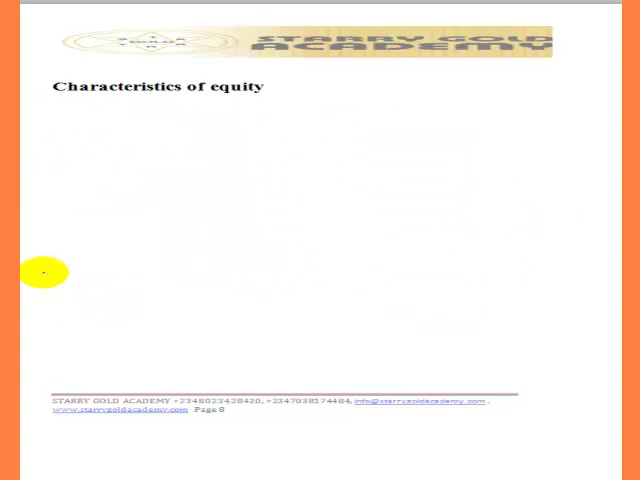 STARRY GOLD
ACADEMY
Characteristics of equity
STARRY GOLD ACADEMY +2348023428420, +2347038174484, info@starrygoldacademy.com ,
www.starrygoldacademy.com Page 8